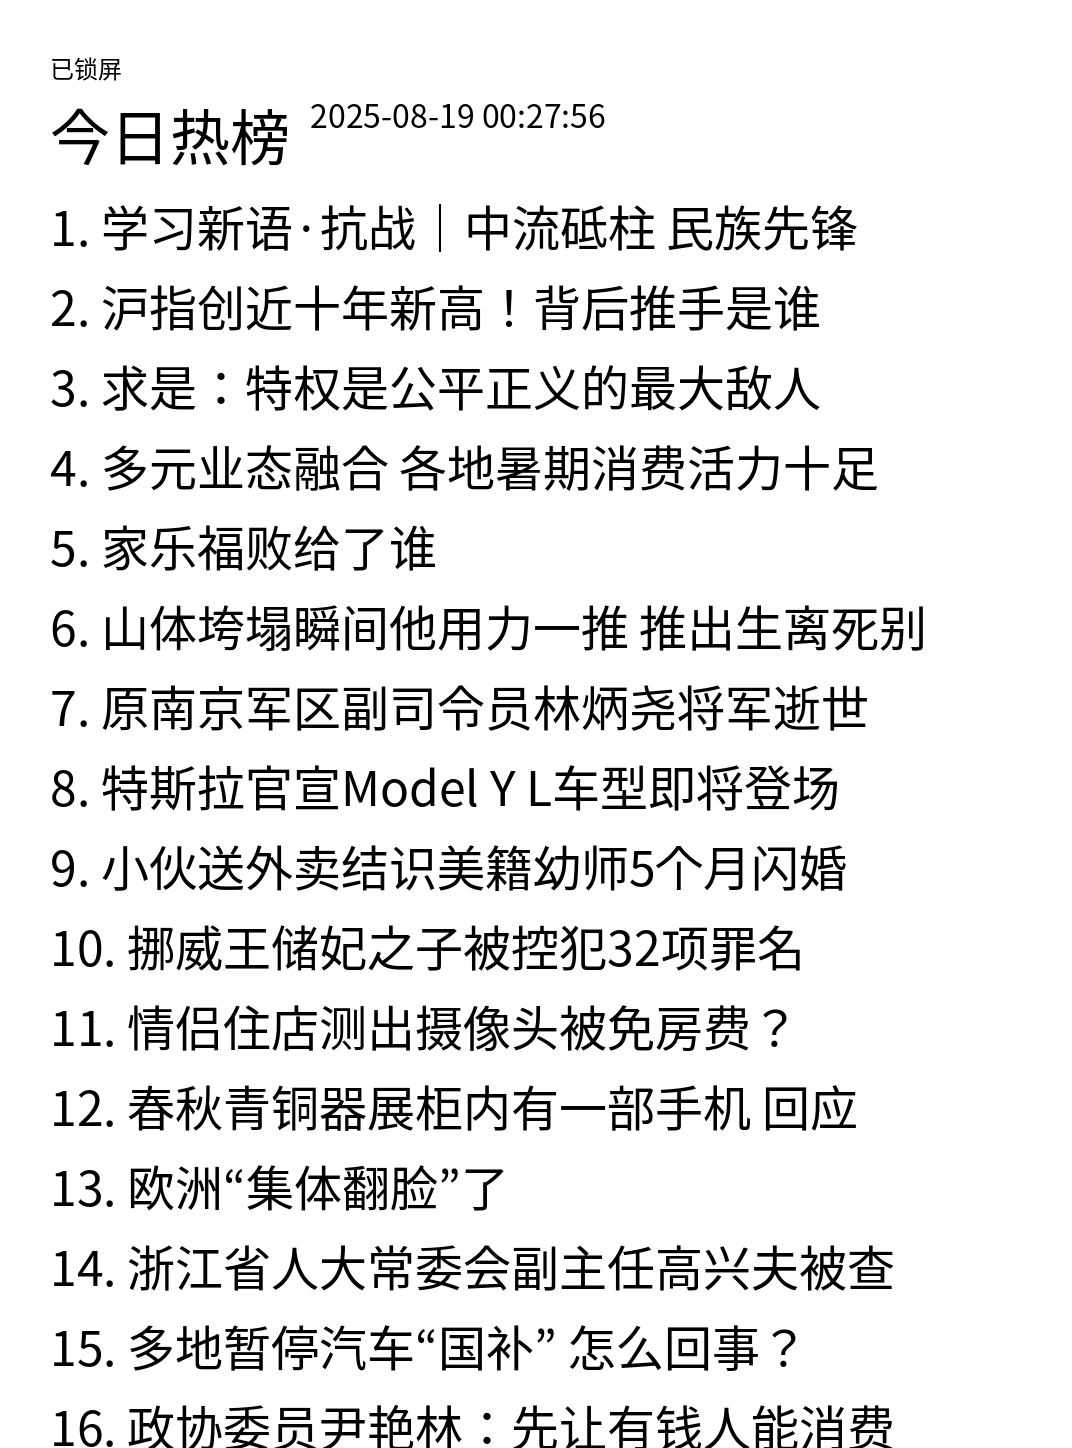 已锁屏
今日热榜 2025-08-19 00:27:56
1. 学习新语·抗战｜中流砥柱 民族先锋
2. 沪指创近十年新高！背后推手是谁
3. 求是：特权是公平正义的最大敌人
4. 多元业态融合 各地暑期消费活力十足
5. 家乐福败给了谁
6. 山体垮塌瞬间他用力一推 推出生离死别
7. 原南京军区副司令员林炳尧将军逝世
8. 特斯拉官宣Model Y L车型即将登场
9. 小伙送外卖结识美籍幼师5个月闪婚
10. 挪威王储妃之子被控犯32项罪名
11. 情侣住店测出摄像头被免房费？
12. 春秋青铜器展柜内有一部手机 回应
13. 欧洲“集体翻脸”了
14. 浙江省人大常委会副主任高兴夫被查
15. 多地暂停汽车“国补” 怎么回事？
16. 政协委员尹艳林：先让有钱人能消费